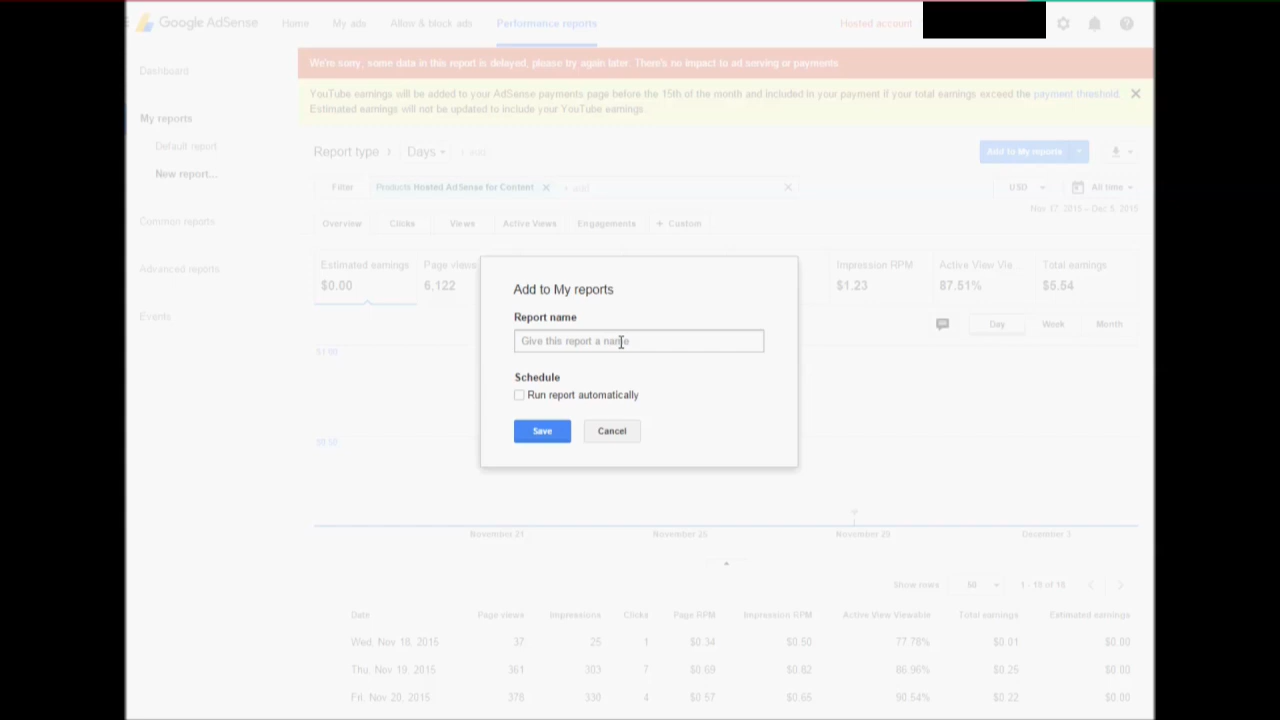 Google AdSense
Home
My ads
Allow & block ads
Performance reports
Hosted account
Dashboard
We're sorry, some data in this report is delayed, please try again later. There's no impact to ad serving or payments
YouTube earnings will be added to your AdSense payments page before the 15th of the month and included in your payment if your total earnings exceed the payment threshold.
Estimated earnings will not be updated to include your YouTube earnings
My reports
Default report
New report...
Common reports
Advanced reports
Events
Report type › Days
+ Add
Add to My reports
Filter
Products Hosted AdSense for Content
+ add
USD
All time
Nov 17, 2015 - Dec 5, 2015
Overview
Clicks
Views
Active Views
Engagements
+ Custom
Estimated earnings
$0.00
Page views
6,122
Impression RPM
$1.23
Active View Vie...
87.51%
Total earnings
$5.54
Day
Week
Month
Add to My reports
Report name
Give this report a name
Schedule
Run report automatically
Save
Cancel
$1.00
$0.50
November 21
November 25
November 29
December 3
Show rows
50
1 - 18 of 18
Date Page views Impressions Clicks Page RPM Impression RPM Active View Viewable Total earnings Estimated earnings
Wed, Nov 18, 2015 37 25 1 $0.34 $0.50 77.78% $0.01 $0.00
Thu, Nov 19, 2015 361 303 7 $0.69 $0.82 86.96% $0.25 $0.00
Fri, Nov 20, 2015 378 330 4 $0.57 $0.65 90.54% $0.22 $0.00